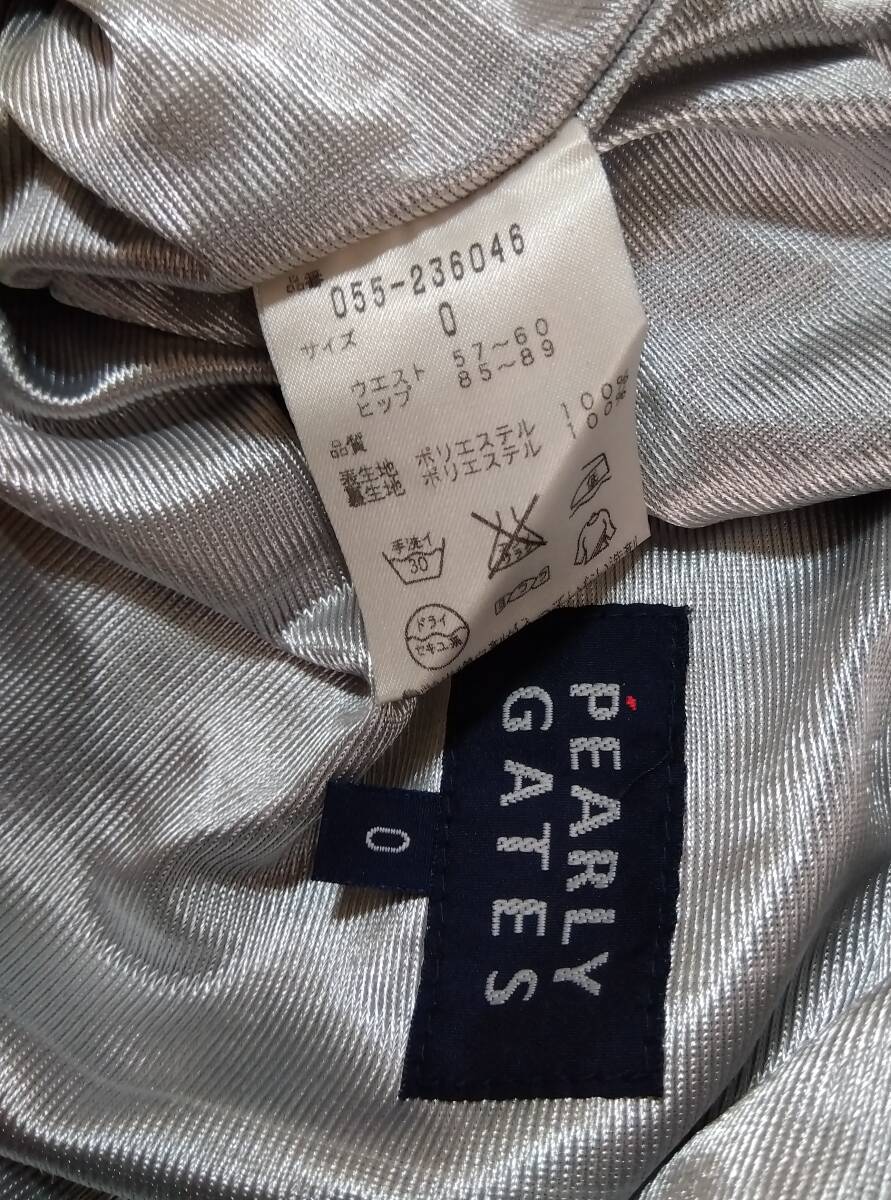 品番 055-236046
サイズ 0
ウエスト 57～60
ヒップ 85～89
品質
表生地 ポリエステル 100%
裏生地 ポリエステル 100%
手洗イ
30
ドライ
セキユ系
PEARLY
GATES
0